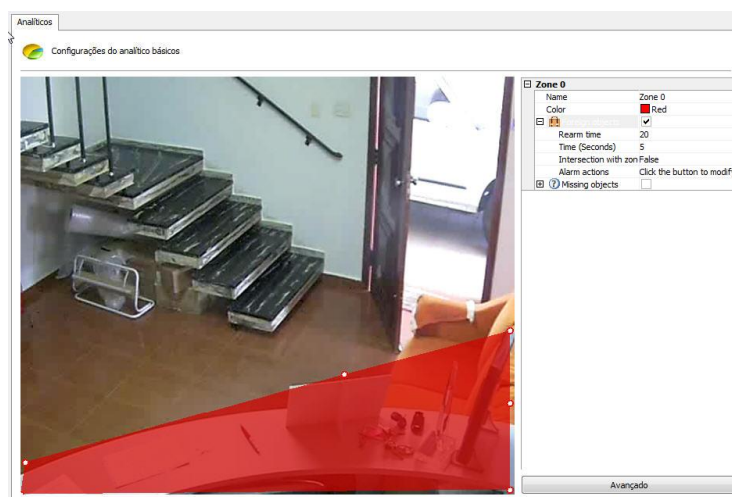 Analíticos
Configurações do analítico básicos
Zone 0
Name Zone 0
Color Red
Rearm time 20
Time (Seconds) 5
Intersection with zon False
Alarm actions Click the button to modif
Missing objects
Avançado